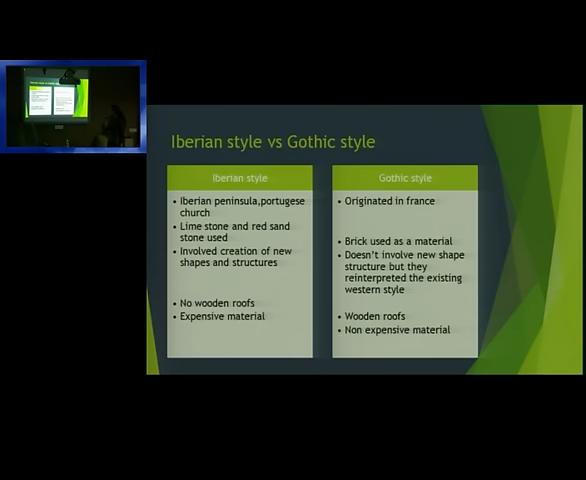 Iberian style vs Gothic style
Iberian style
• Iberian peninsula,portugese
church
• Lime stone and red sand
stone used
• Involved creation of new
shapes and structures
• No wooden roofs
• Expensive material
Gothic style
• Originated in france
• Brick used as a material
• Doesn't involve new shape
structure but they
reinterpreted the existing
western style
• Wooden roofs
• Non expensive material